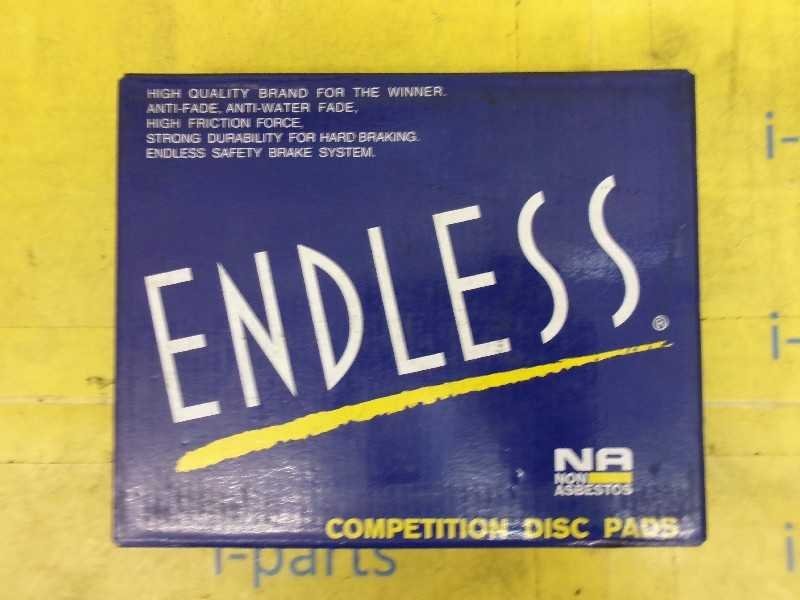 HIGH QUALITY BRAND FOR THE WINNER.
ANTI-FADE, ANTI-WATER FADE,
HIGH FRICTION FORCE,
STRONG DURABILITY FOR HARD BRAKING.
ENDLESS SAFETY BRAKE SYSTEM.
ENDLESS®
NA
NON
ASBESTOS
COMPETITION DISC PADS
i-parts
i-
i-
i-